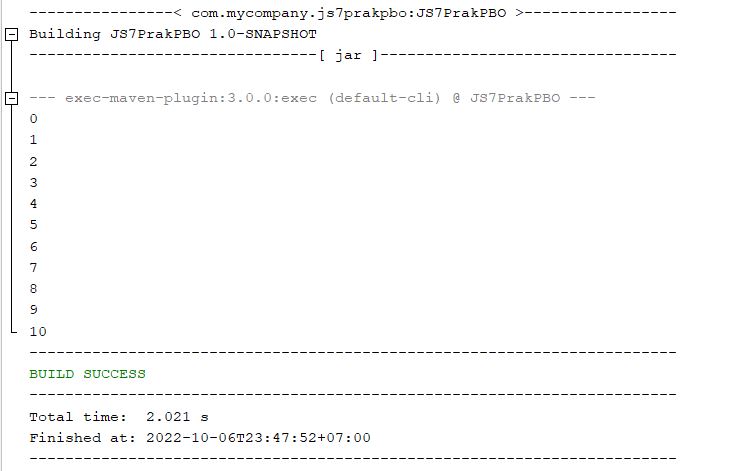 ----------------< com.mycompany.js7prakpbo:JS7PrakPBO >-----------------
Building JS7PrakPBO 1.0-SNAPSHOT
--------------------------------[ jar ]---------------------------------
--- exec-maven-plugin:3.0.0:exec (default-cli) @ JS7PrakPBO ---
0
1
2
3
4
5
6
7
8
9
10
------------------------------------------------------------------------
BUILD SUCCESS
------------------------------------------------------------------------
Total time:  2.021 s
Finished at: 2022-10-06T23:47:52+07:00
------------------------------------------------------------------------